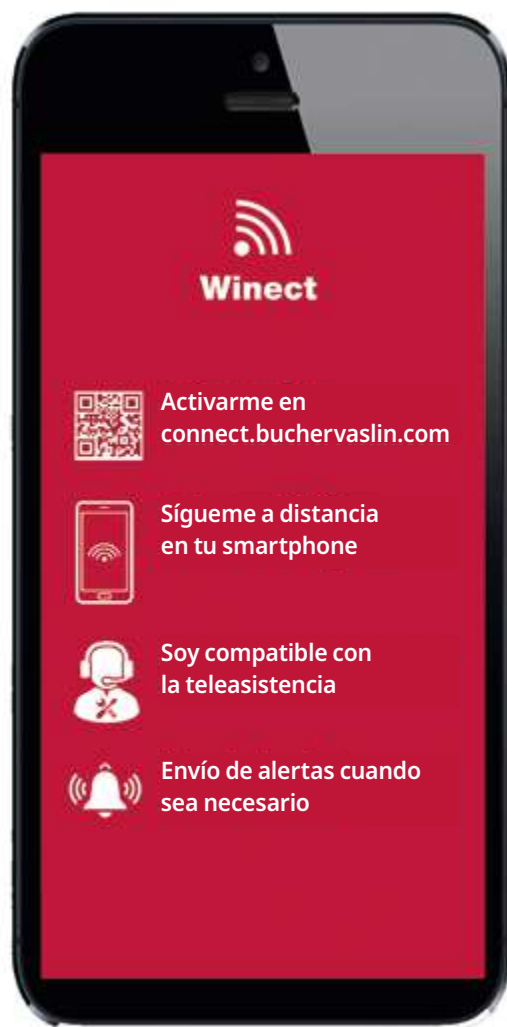 Winect
Activarme en
connect.buchervaslin.com
Sígueme a distancia
en tu smartphone
Soy compatible con
la teleasistencia
Envío de alertas cuando
sea necesario